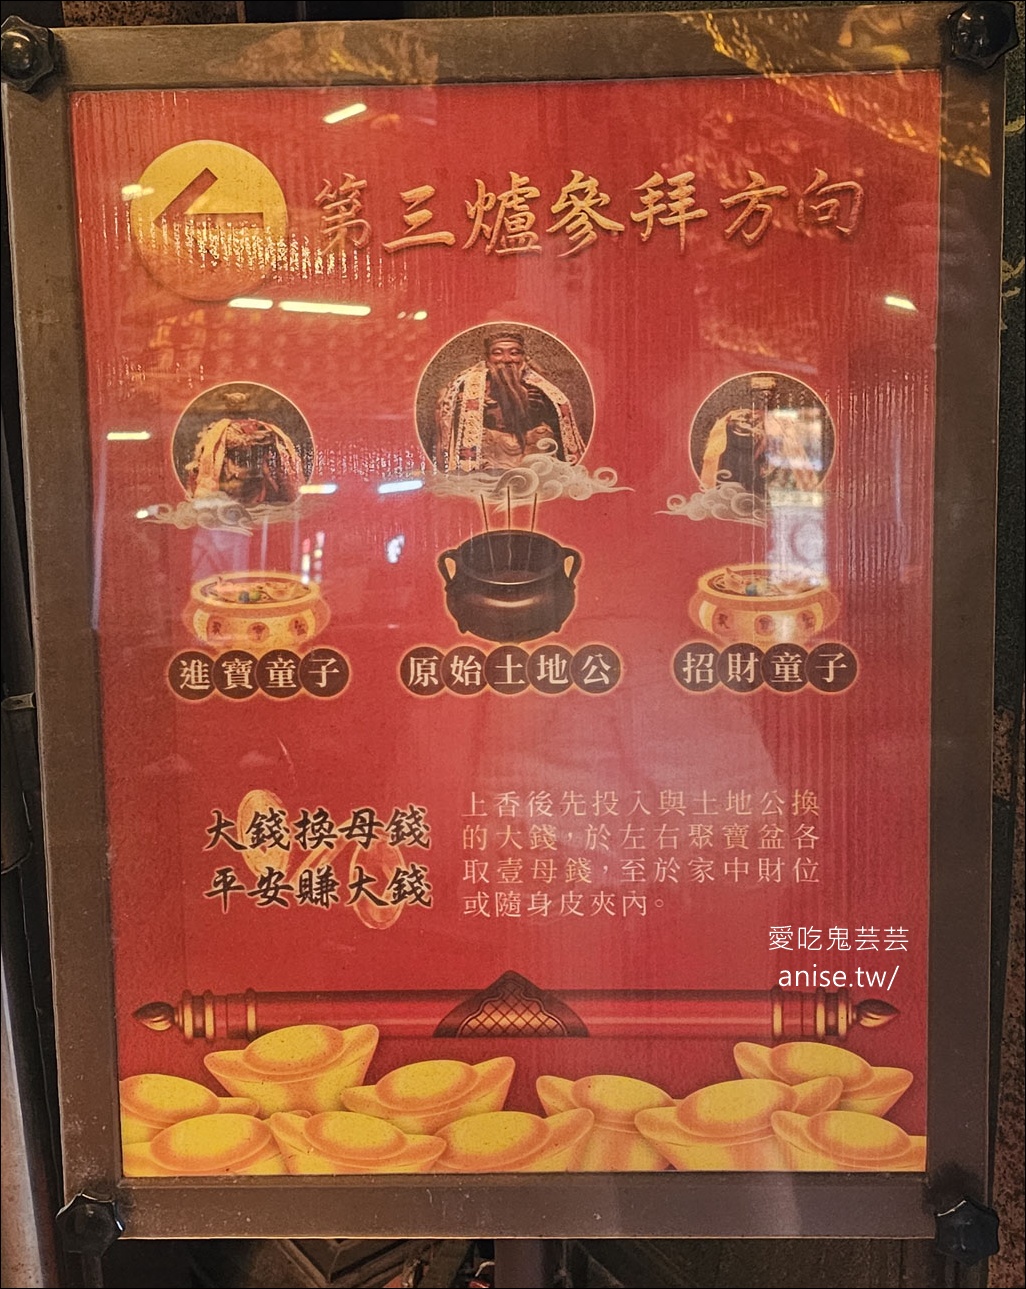 第三爐參拜方向
進寶童子
原始土地公
招財童子
大錢換母錢
平安賺大錢
上香後先投入與土地公換
的大錢，於左右聚寶盆各
取壹母錢，至於家中財位
或隨身皮夾內。
愛吃鬼芸芸
anise.tw/